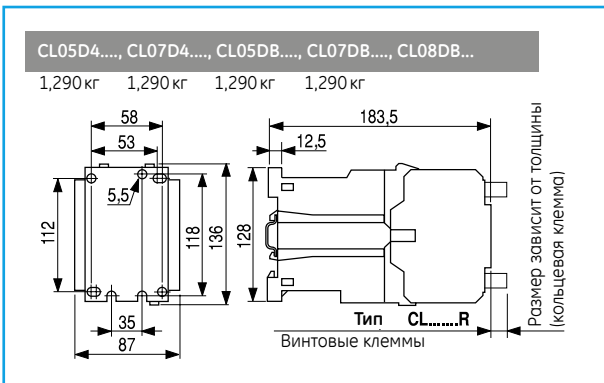 CL05D4...., CL07D4...., CL05DB...., CL07DB...., CL08DB...
1,290 кг 1,290 кг 1,290 кг 1,290 кг
58
53
5,5
112
118
136
35
87
183,5
12,5
128
Тип CL.......R
Винтовые клеммы
Размер зависит от толщины
(кольцевая клемма)